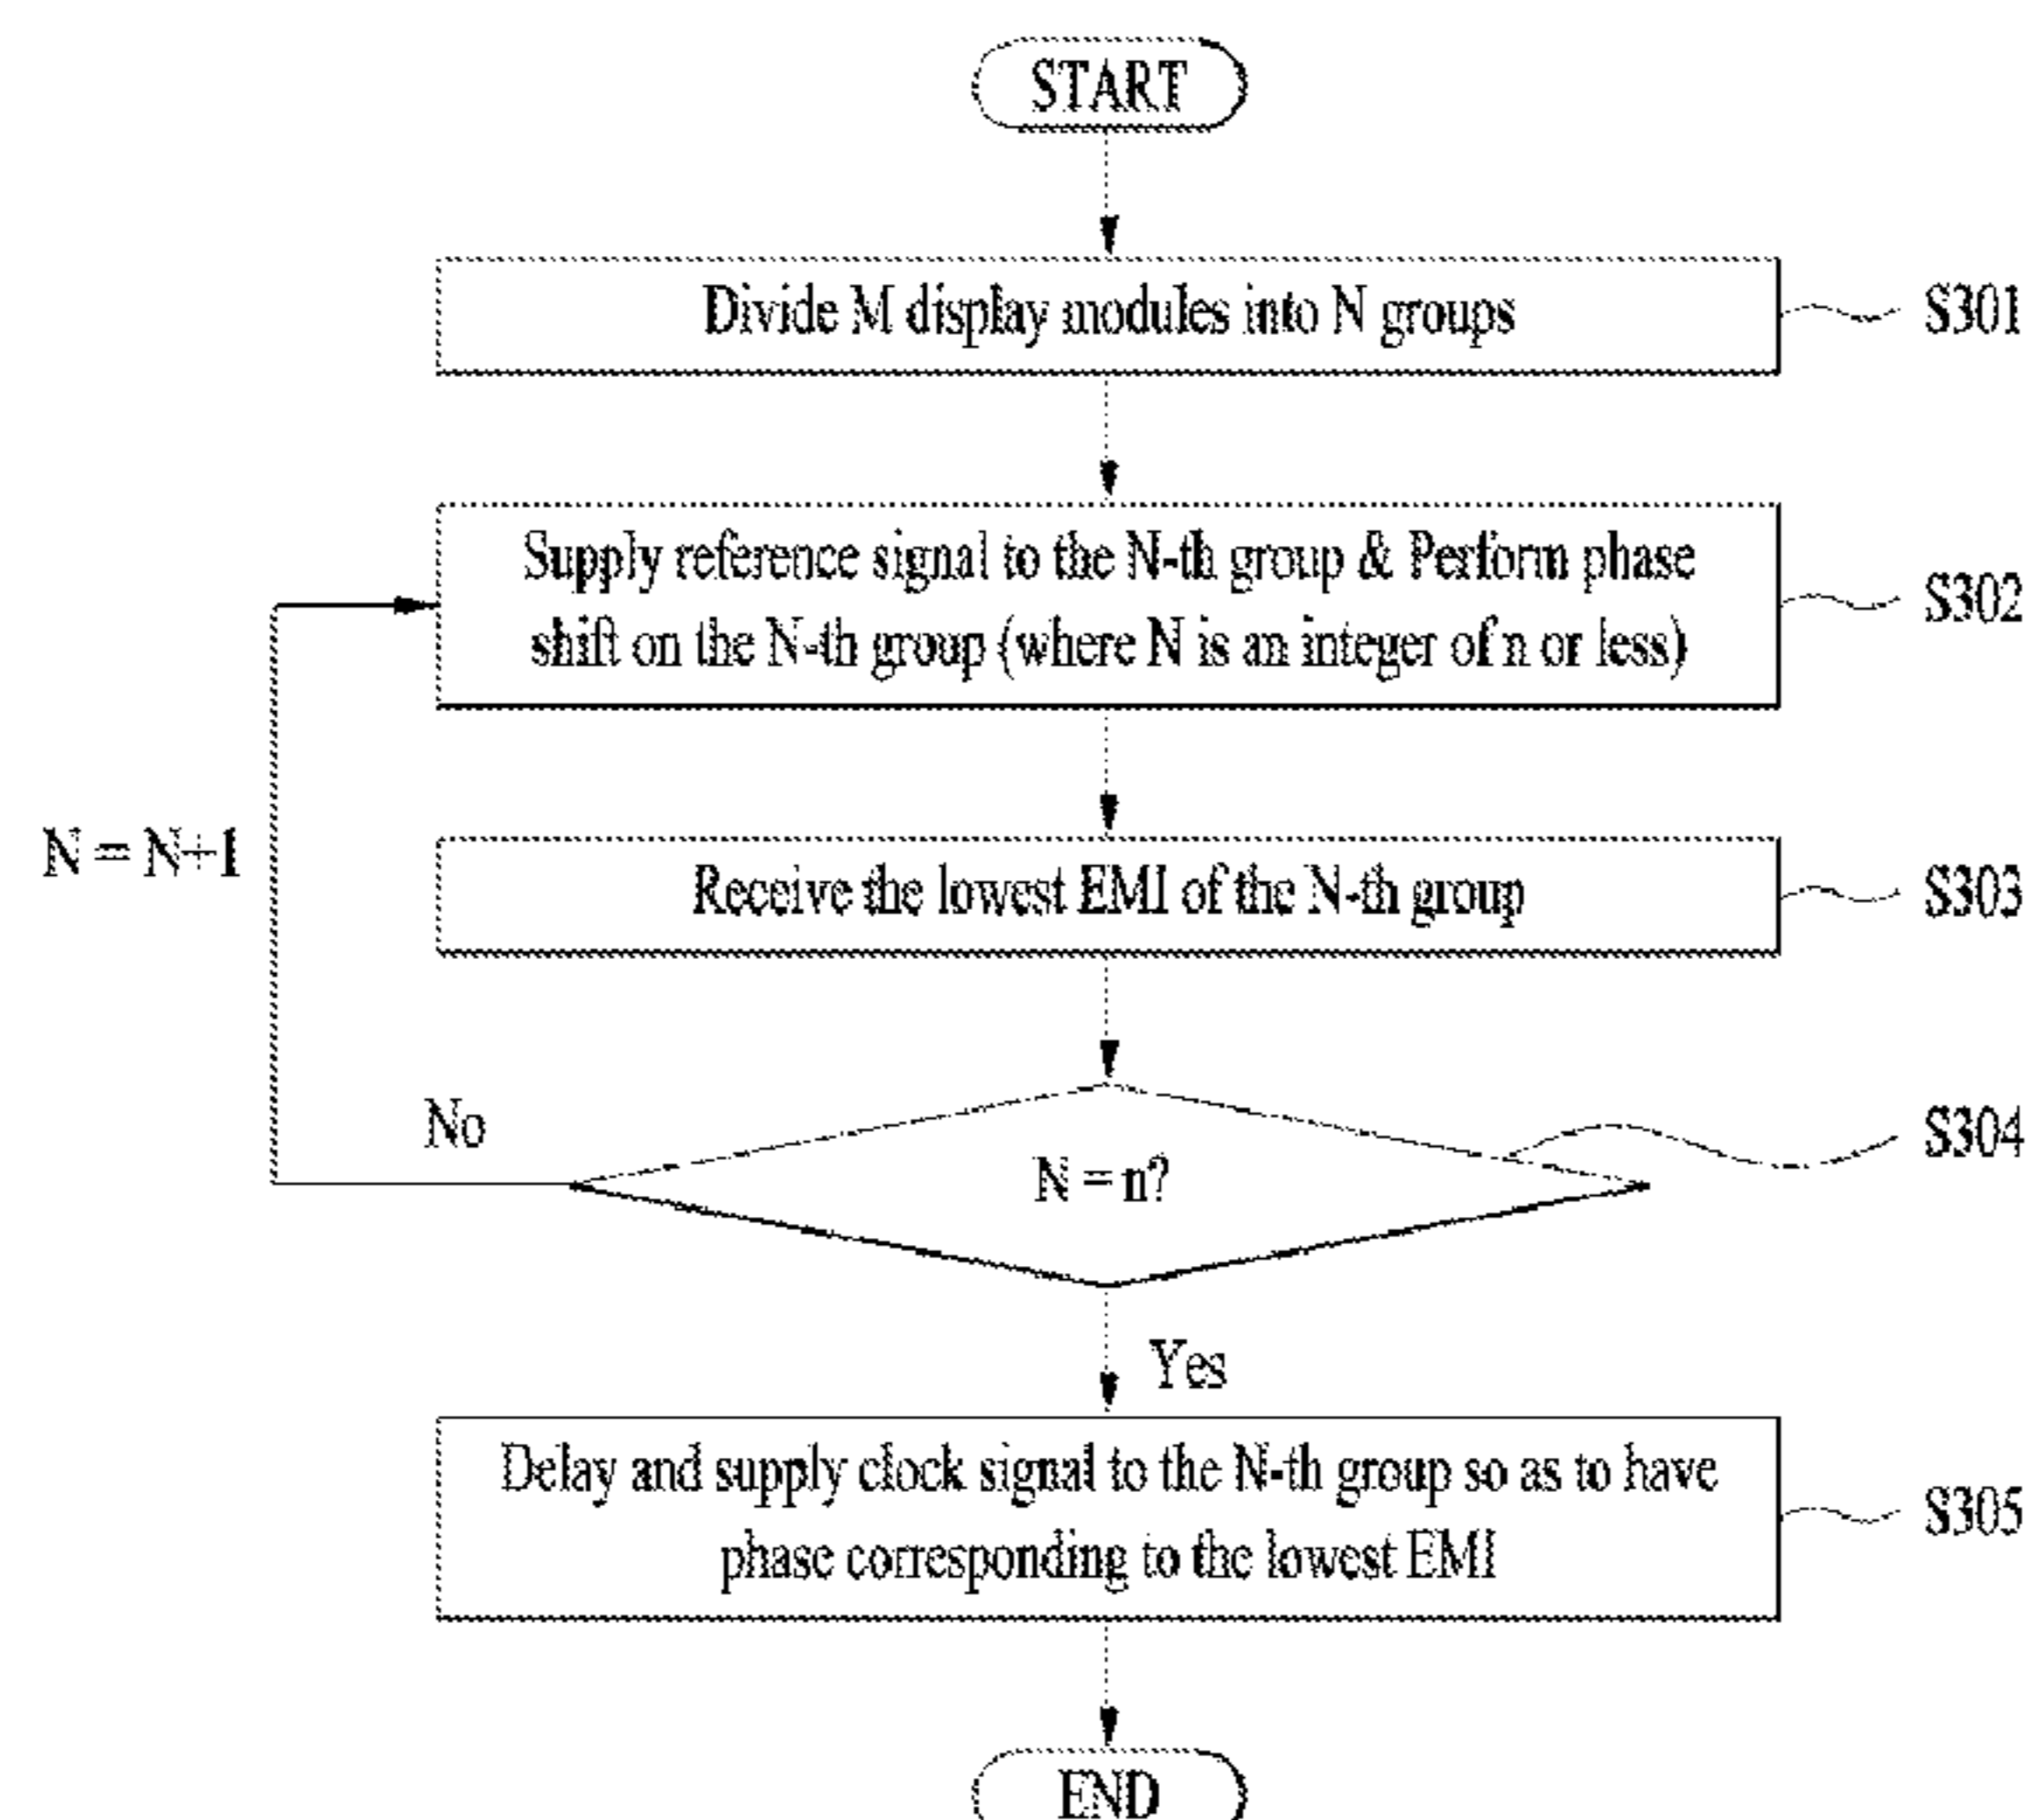 START
Divide M display modules into N groups
S301
Supply reference signal to the N-th group & Perform phase
shift on the N-th group (where N is an integer of n or less)
S302
N = N+1
Receive the lowest EMI of the N-th group
S303
No
N = n?
S304
Yes
Delay and supply clock signal to the N-th group so as to have
phase corresponding to the lowest EMI
S305
END